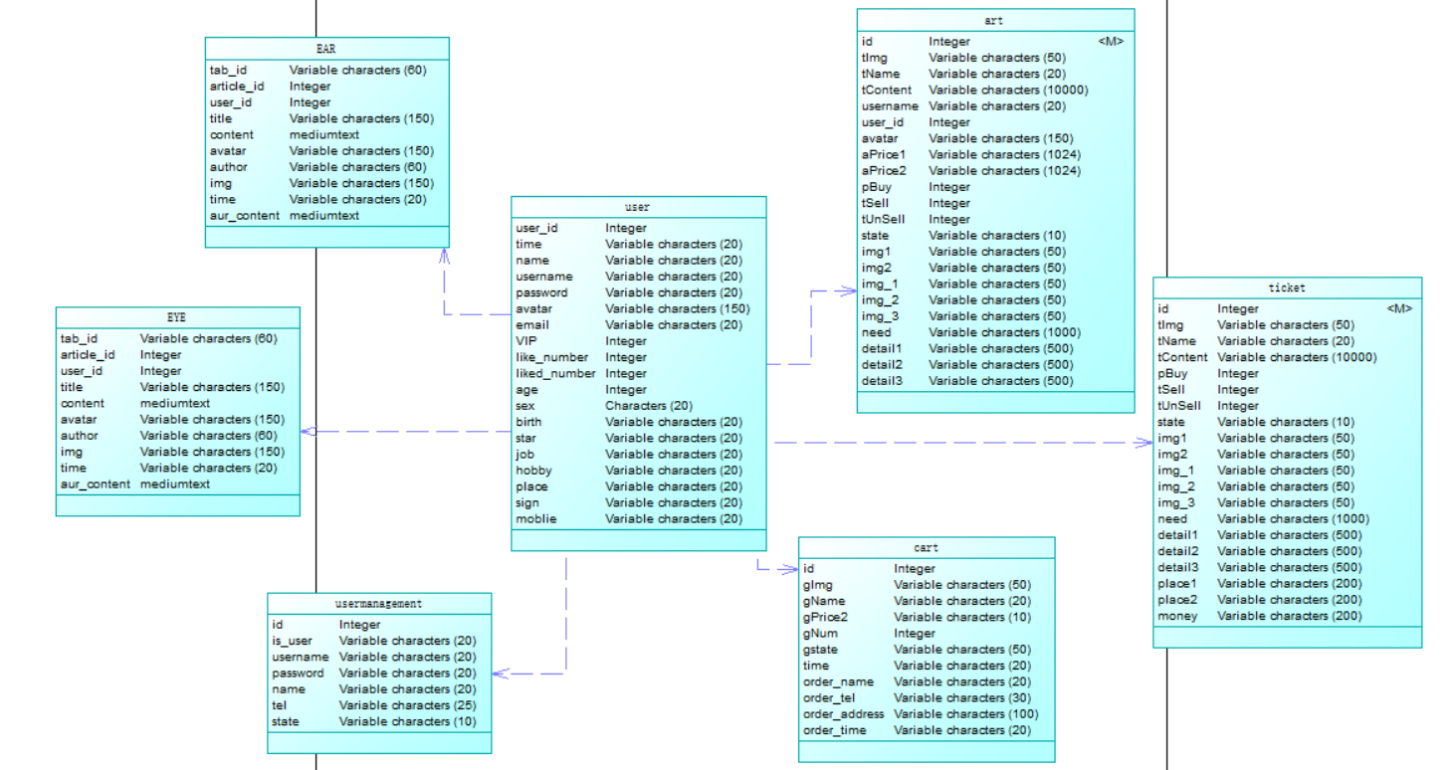 EAR
tab_id Variable characters (60)
article_id Integer
user_id Integer
title Variable characters (150)
content mediumtext
avatar Variable characters (150)
author Variable characters (60)
img Variable characters (150)
time Variable characters (20)
aur_content mediumtext
EYE
tab_id Variable characters (60)
article_id Integer
user_id Integer
title Variable characters (150)
content mediumtext
avatar Variable characters (150)
author Variable characters (60)
img Variable characters (150)
time Variable characters (20)
aur_content mediumtext
usermanagement
id Integer
is_user Variable characters (20)
username Variable characters (20)
password Variable characters (20)
name Variable characters (20)
tel Variable characters (25)
state Variable characters (10)
user
user_id Integer
time Variable characters (20)
name Variable characters (20)
username Variable characters (20)
password Variable characters (20)
avatar Variable characters (150)
email Variable characters (20)
VIP Integer
like_number Integer
liked_number Integer
age Integer
sex Characters (20)
birth Variable characters (20)
star Variable characters (20)
job Variable characters (20)
hobby Variable characters (20)
place Variable characters (20)
sign Variable characters (20)
moblie Variable characters (20)
art
id Integer <M>
tImg Variable characters (50)
tName Variable characters (20)
tContent Variable characters (10000)
username Variable characters (20)
user_id Integer
avatar Variable characters (150)
aPrice1 Variable characters (1024)
aPrice2 Variable characters (1024)
pBuy Integer
tSell Integer
tUnSell Integer
state Variable characters (10)
img1 Variable characters (50)
img2 Variable characters (50)
img_1 Variable characters (50)
img_2 Variable characters (50)
img_3 Variable characters (50)
need Variable characters (1000)
detail1 Variable characters (500)
detail2 Variable characters (500)
detail3 Variable characters (500)
cart
id Integer
gImg Variable characters (50)
gName Variable characters (20)
gPrice2 Variable characters (10)
gNum Integer
gstate Variable characters (50)
time Variable characters (20)
order_name Variable characters (20)
order_tel Variable characters (30)
order_address Variable characters (100)
order_time Variable characters (20)
ticket
id Integer <M>
tImg Variable characters (50)
tName Variable characters (20)
tContent Variable characters (10000)
pBuy Integer
tSell Integer
tUnSell Integer
state Variable characters (10)
img1 Variable characters (50)
img2 Variable characters (50)
img_1 Variable characters (50)
img_2 Variable characters (50)
img_3 Variable characters (50)
need Variable characters (1000)
detail1 Variable characters (500)
detail2 Variable characters (500)
detail3 Variable characters (500)
place1 Variable characters (200)
place2 Variable characters (200)
money Variable characters (200)